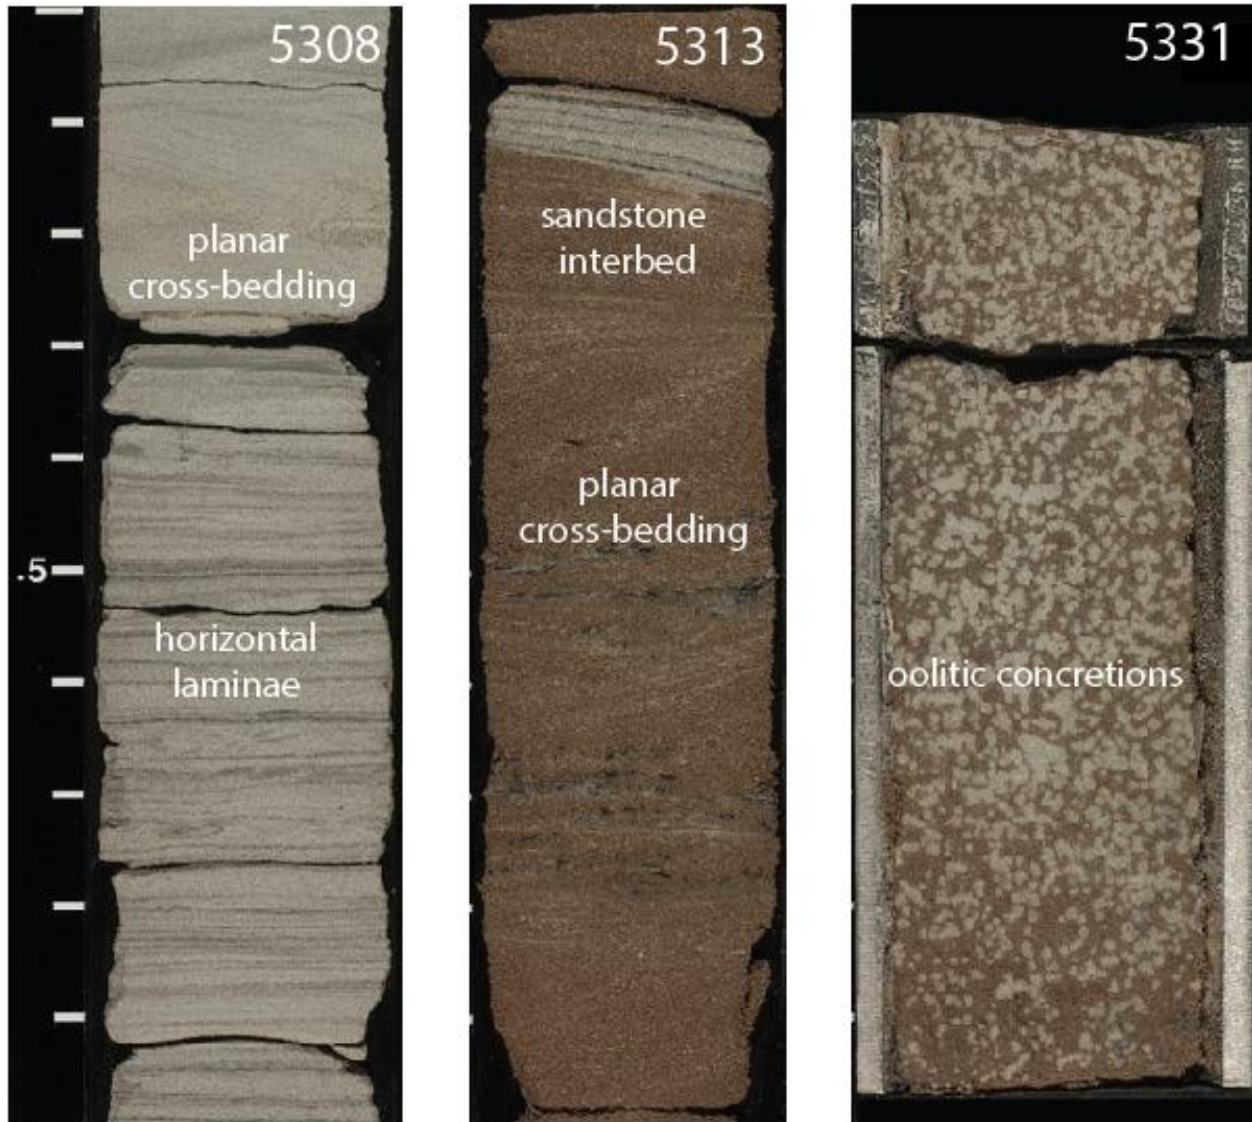 5308
planar
cross-bedding
.5
horizontal
laminae
5313
sandstone
interbed
planar
cross-bedding
5331
oolitic concretions